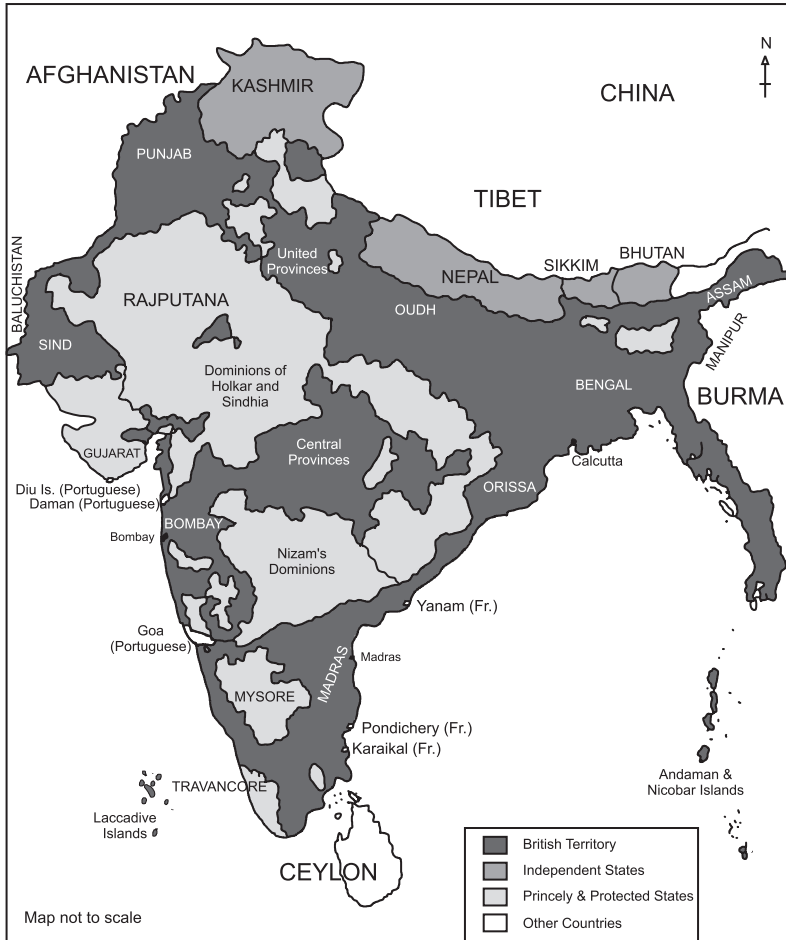 N
AFGHANISTAN
KASHMIR
CHINA
PUNJAB
TIBET
BALUCHISTAN
United
Provinces
NEPAL
SIKKIM
BHUTAN
ASSAM
RAJPUTANA
OUDH
MANIPUR
SIND
Dominions of
Holkar and
Sindhia
BENGAL
BURMA
GUJARAT
Central
Provinces
Calcutta
Diu Is. (Portuguese)
Daman (Portuguese)
ORISSA
BOMBAY
Bombay
Nizam's
Dominions
Yanam (Fr.)
Goa
(Portuguese)
MADRAS
Madras
MYSORE
Pondichery (Fr.)
Karaikal (Fr.)
TRAVANCORE
Andaman &
Nicobar Islands
Laccadive
Islands
CEYLON
British Territory
Independent States
Princely & Protected States
Other Countries
Map not to scale